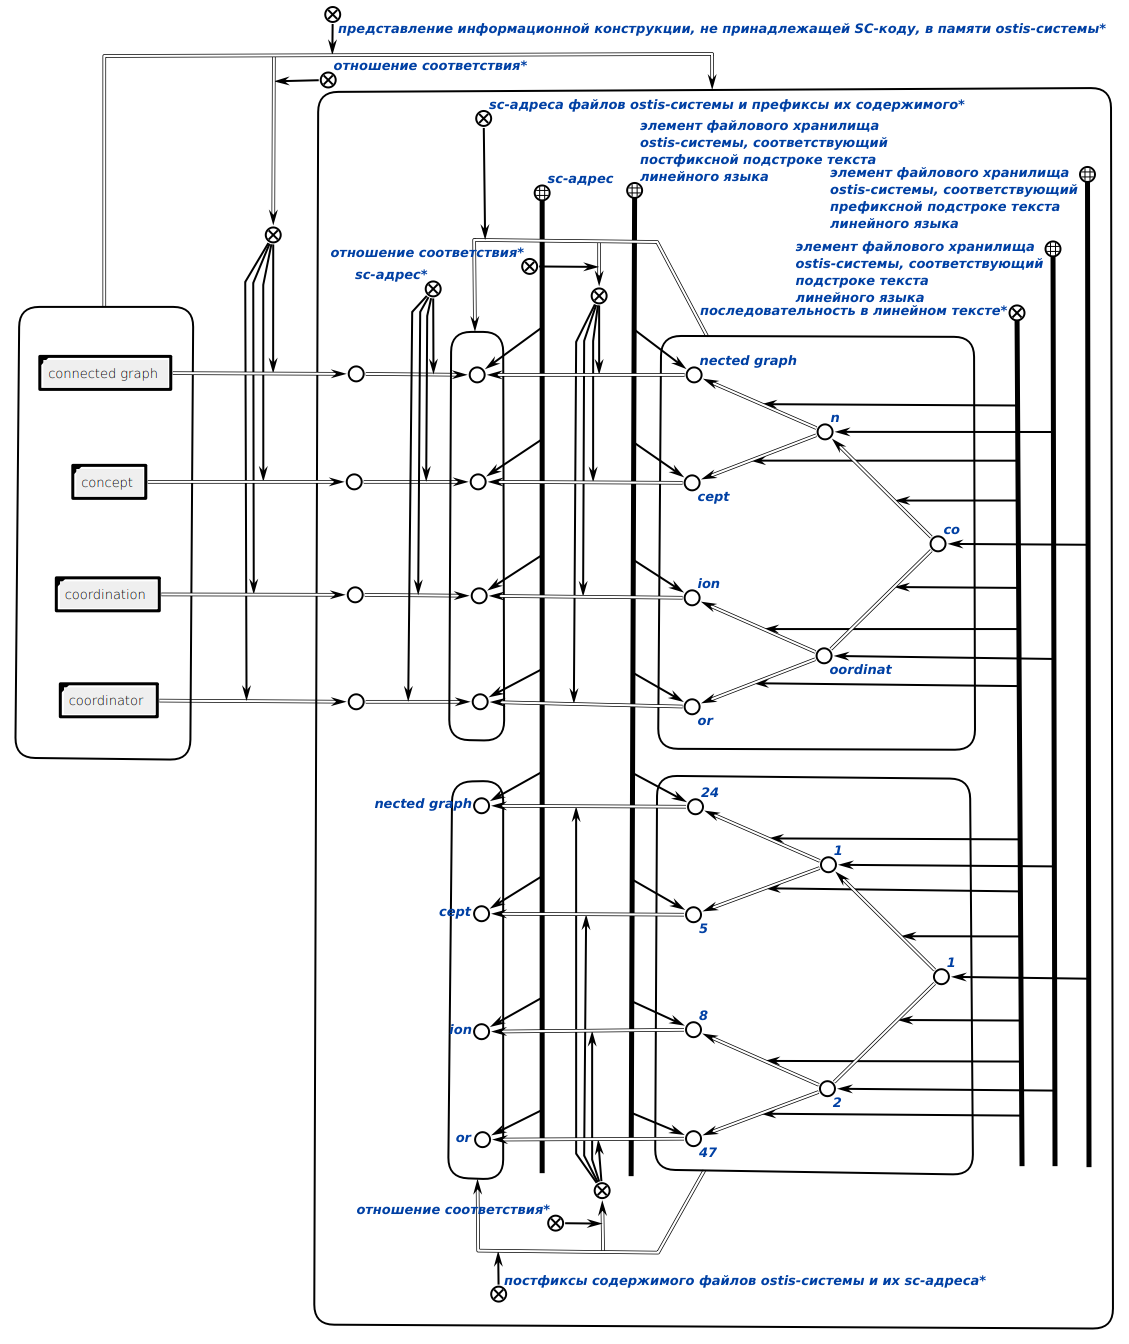 представление информационной конструкции, не принадлежащей SC-коду, в памяти ostis-системы*
отношение соответствия*
sc-адреса файлов ostis-системы и префиксы их содержимого*
элемент файлового хранилища
ostis-системы, соответствующий
постфиксной подстроке текста
линейного языка
sc-адрес
элемент файлового хранилища
ostis-системы, соответствующий
префиксной подстроке текста
линейного языка
элемент файлового хранилища
ostis-системы, соответствующий
подстроке текста
линейного языка
отношение соответствия*
sc-адрес*
последовательность в линейном тексте*
connected graph
nected graph
n
concept
cept
co
coordination
ion
oordinat
coordinator
or
nected graph
24
1
cept
5
1
ion
8
2
or
47
отношение соответствия*
постфиксы содержимого файлов ostis-системы и их sc-адреса*